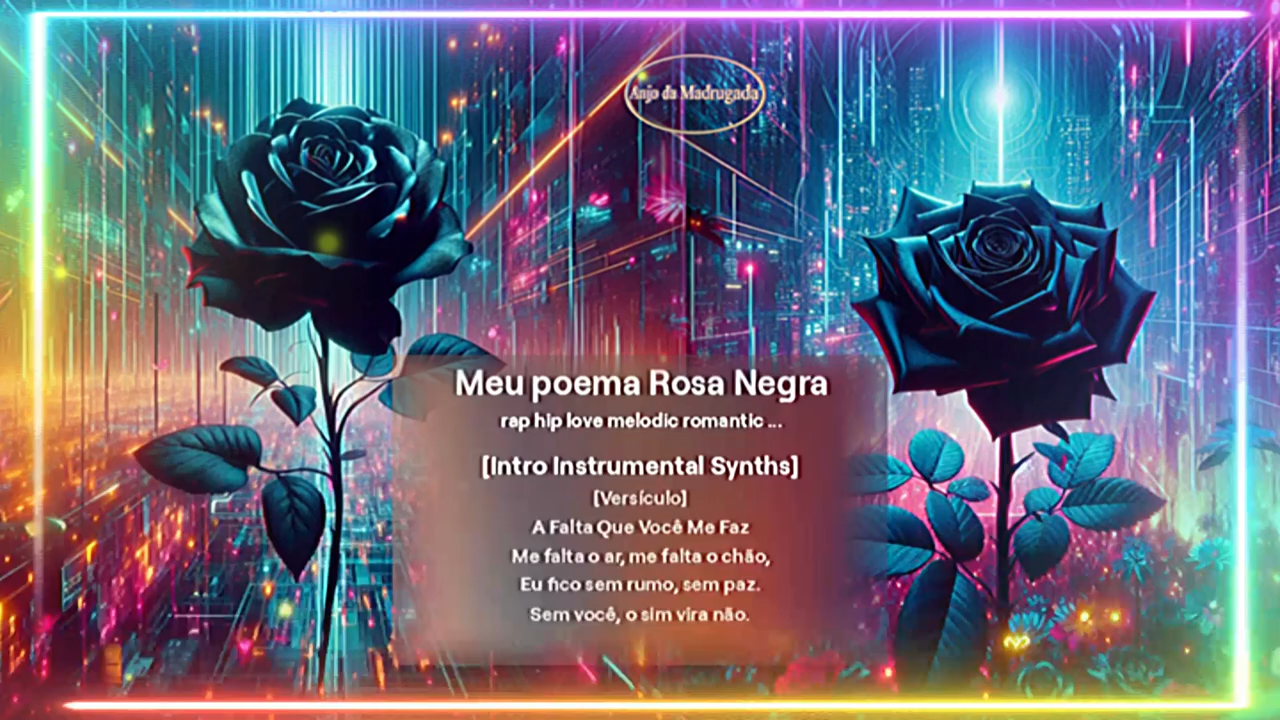 Anjo da Madrugada
Meu poema Rosa Negra
rap hip love melodic romantic ...
[Intro Instrumental Synths]
[Versículo]
A Falta Que Você Me Faz
Me falta o ar, me falta o chão,
Eu fico sem rumo, sem paz.
Sem você, o sim vira não.